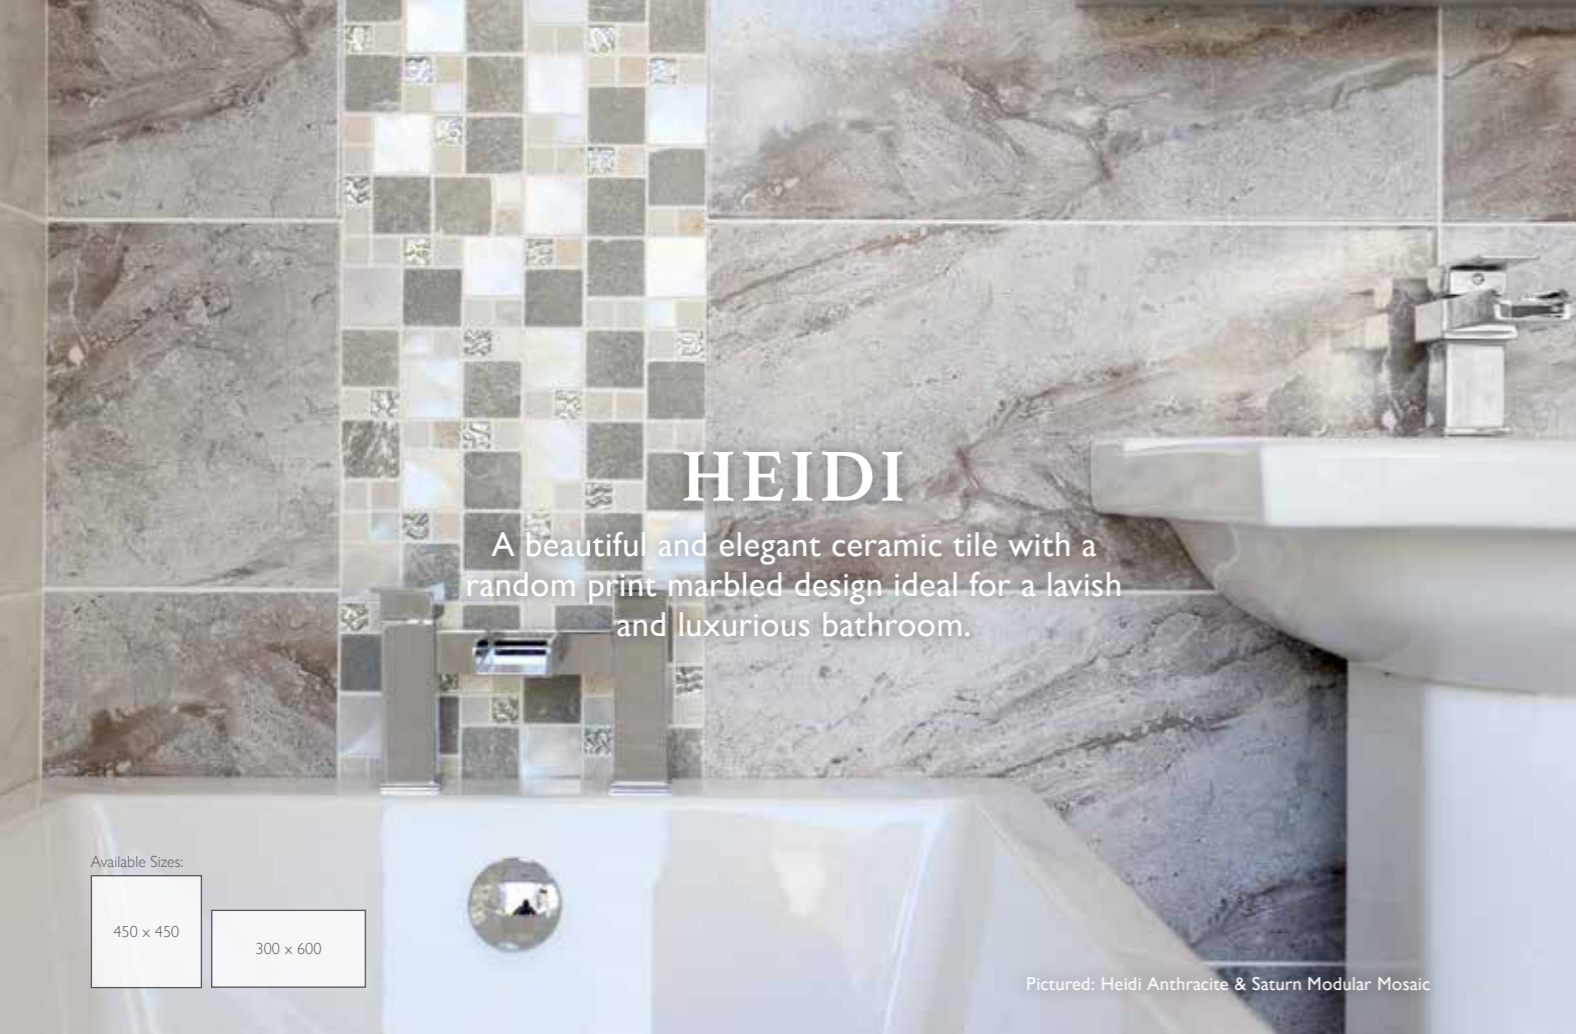 HEIDI
A beautiful and elegant ceramic tile with a
random print marbled design ideal for a lavish
and luxurious bathroom.
Available Sizes:
450 x 450
300 x 600
Pictured: Heidi Anthracite & Saturn Modular Mosaic